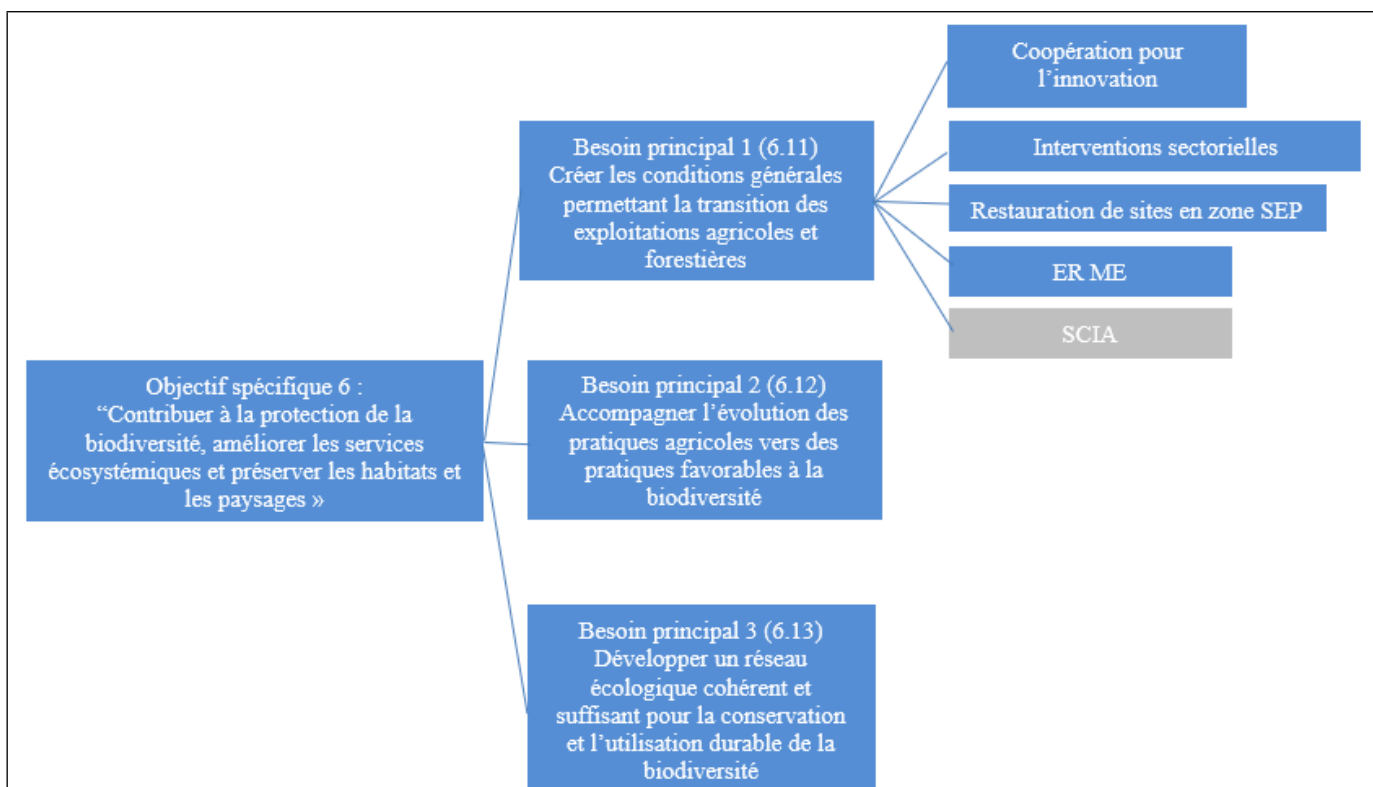 Objectif spécifique 6 :
“Contribuer à la protection de la
biodiversité, améliorer les services
écosystémiques et préserver les habitats et
les paysages »
Besoin principal 1 (6.11)
Créer les conditions générales
permettant la transition des
exploitations agricoles et
forestières
Coopération pour
l’innovation
Interventions sectorielles
Restauration de sites en zone SEP
ER ME
SCIA
Besoin principal 2 (6.12)
Accompagner l’évolution des
pratiques agricoles vers des
pratiques favorables à la
biodiversité
Besoin principal 3 (6.13)
Développer un réseau
écologique cohérent et
suffisant pour la conservation
et l’utilisation durable de la
biodiversité